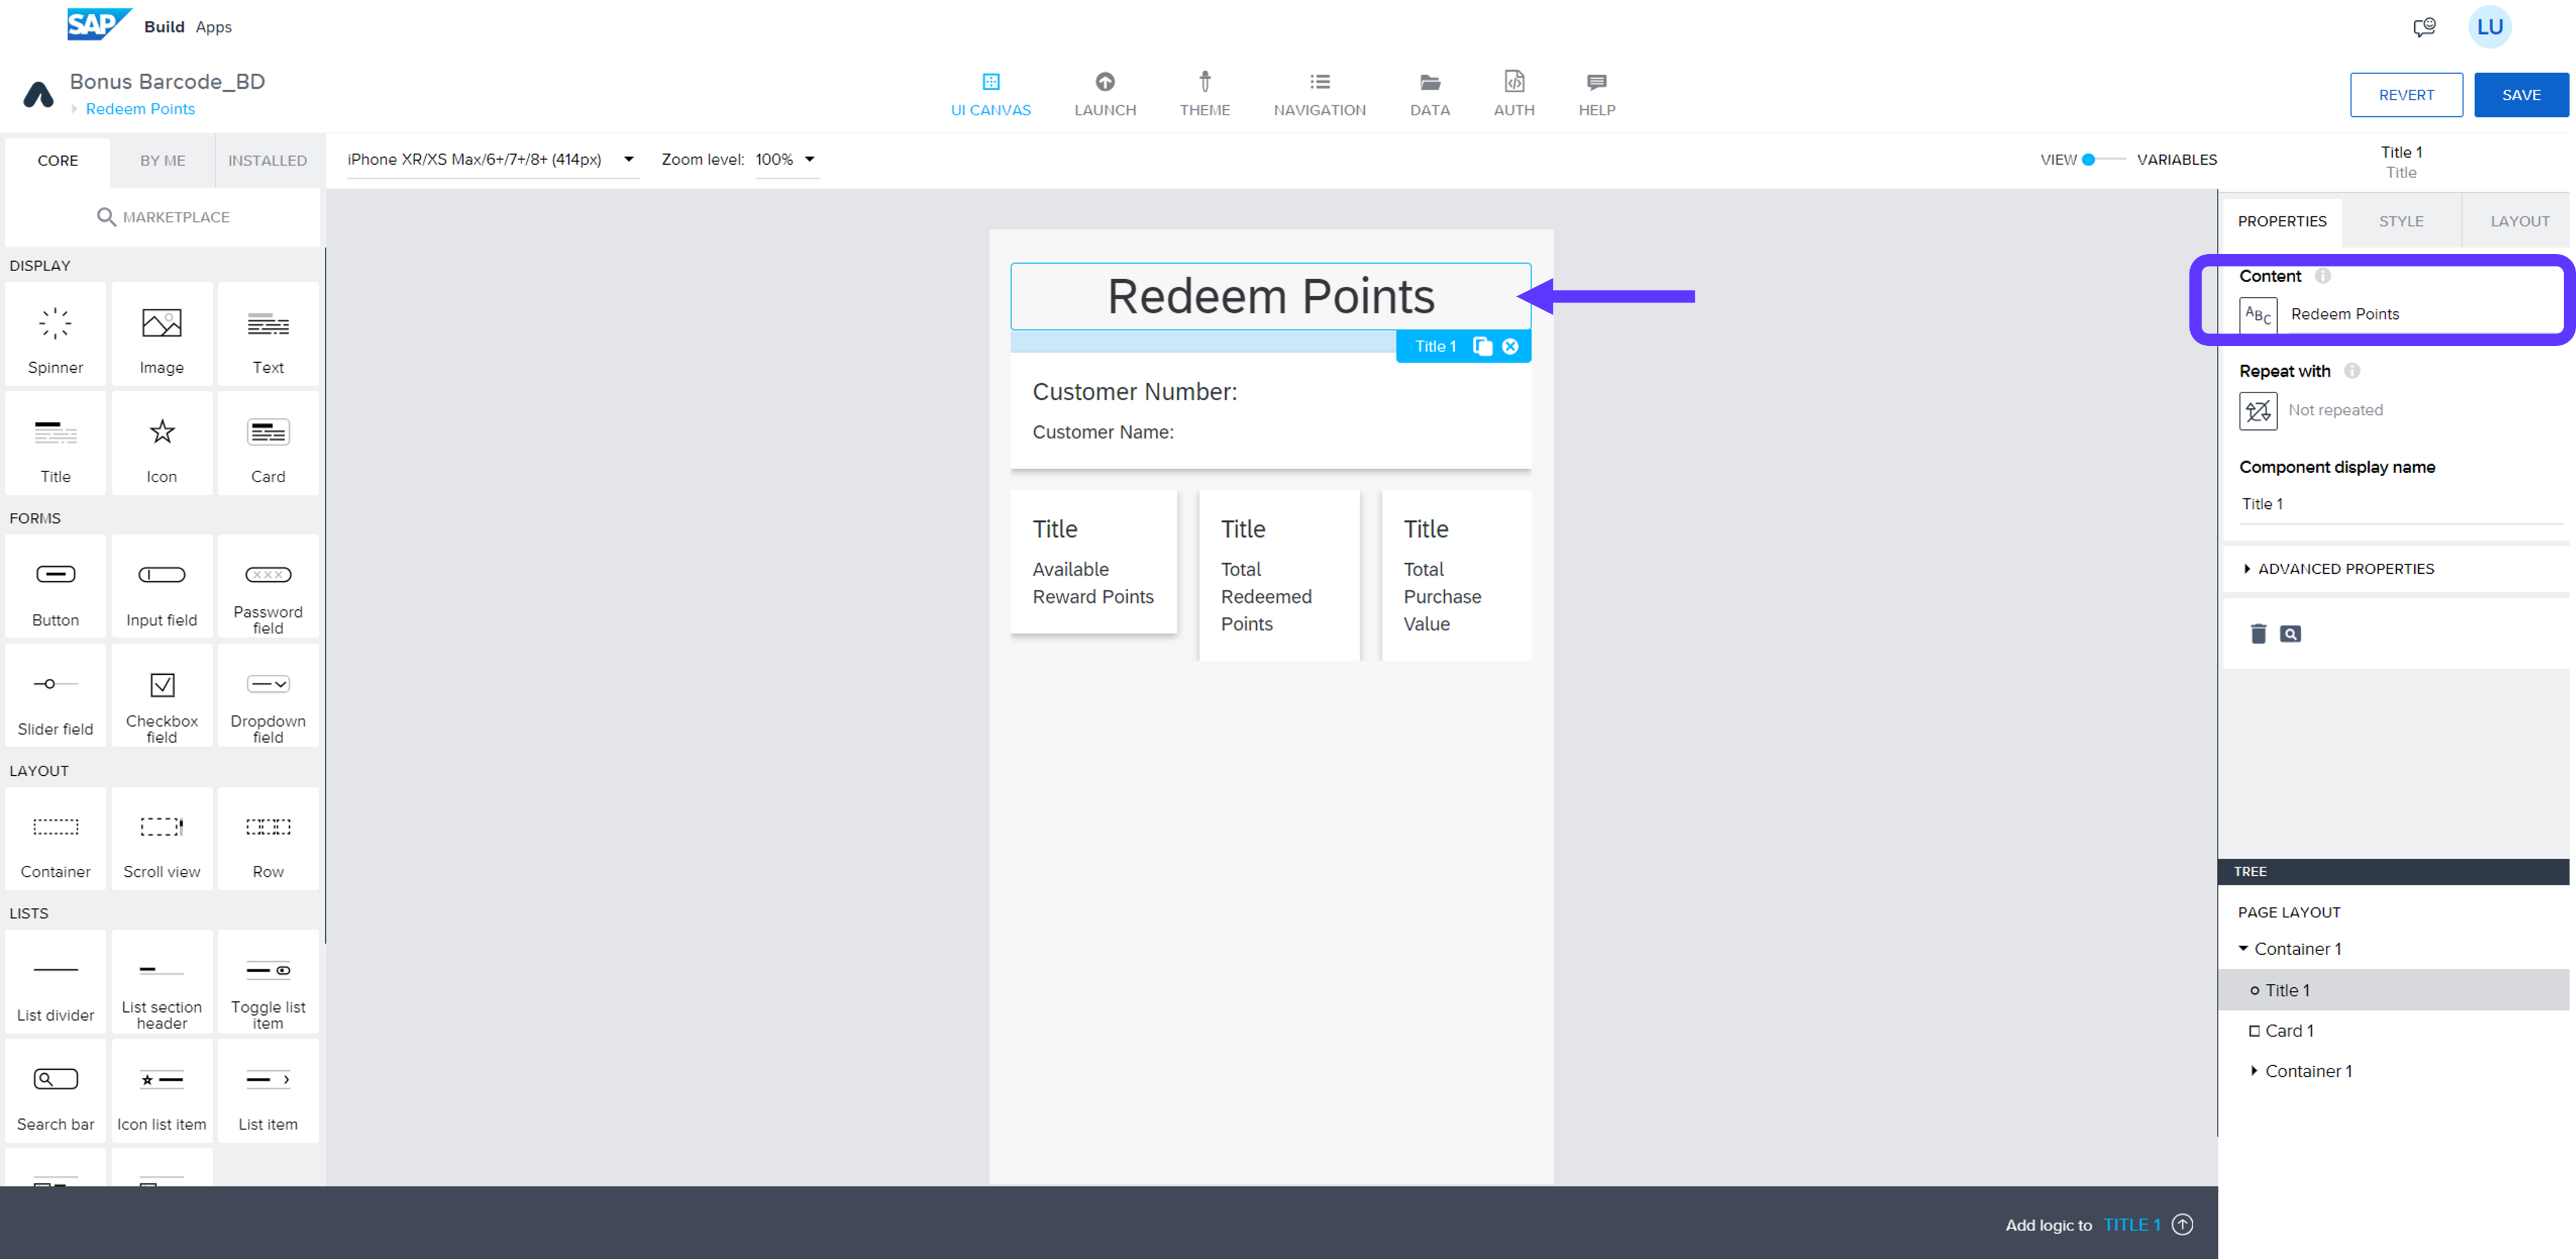 SAP Build Apps
LU
Bonus Barcode_BD
Redeem Points
UI CANVAS
LAUNCH
THEME
NAVIGATION
DATA
AUTH
HELP
REVERT
SAVE
CORE
BY ME
INSTALLED
iPhone XR/XS Max/6+/7+/8+ (414px)
Zoom level: 100%
VIEW
VARIABLES
Title 1
Title
MARKETPLACE
PROPERTIES
STYLE
LAYOUT
DISPLAY
Spinner
Image
Text
Title
Icon
Card
FORMS
Button
Input field
Password
field
Slider field
Checkbox
field
Dropdown
field
LAYOUT
Container
Scroll view
Row
LISTS
List divider
List section
header
Toggle list
item
Search bar
Icon list item
List item
Redeem Points
Title 1
Customer Number:
Customer Name:
Title
Available
Reward Points
Title
Total
Redeemed
Points
Title
Total
Purchase
Value
Content
ABC
Redeem Points
Repeat with
Not repeated
Component display name
Title 1
ADVANCED PROPERTIES
TREE
PAGE LAYOUT
Container 1
Title 1
Card 1
Container 1
Add logic to TITLE 1